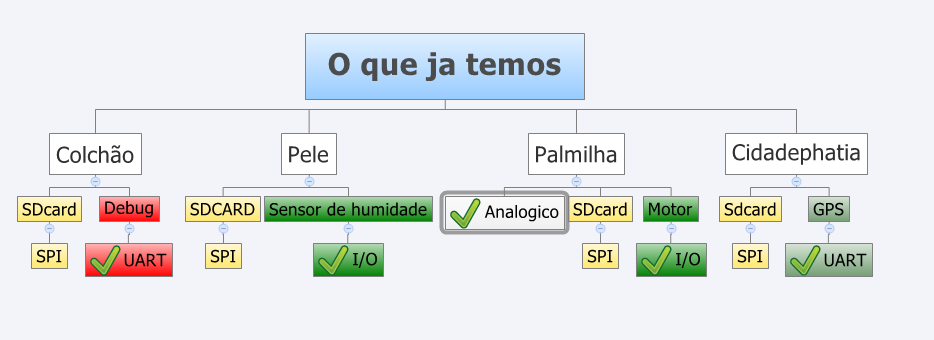 O que ja temos
Colchão
Pele
Palmilha
Cidadephatia
SDcard
Debug
SDCARD
Sensor de humidade
Analogico
SDcard
Motor
Sdcard
GPS
SPI
UART
SPI
I/O
SPI
I/O
SPI
UART